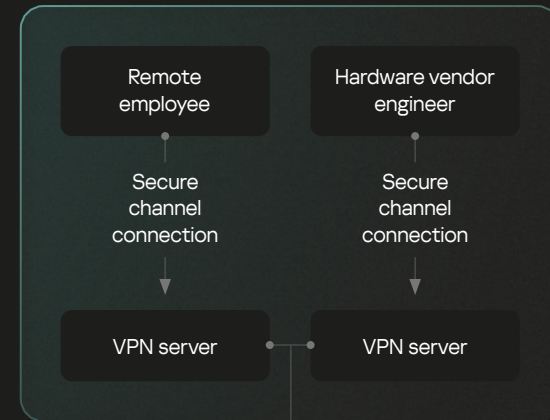 Remote
employee
Hardware vendor
engineer
Secure
channel
connection
Secure
channel
connection
VPN server
VPN server